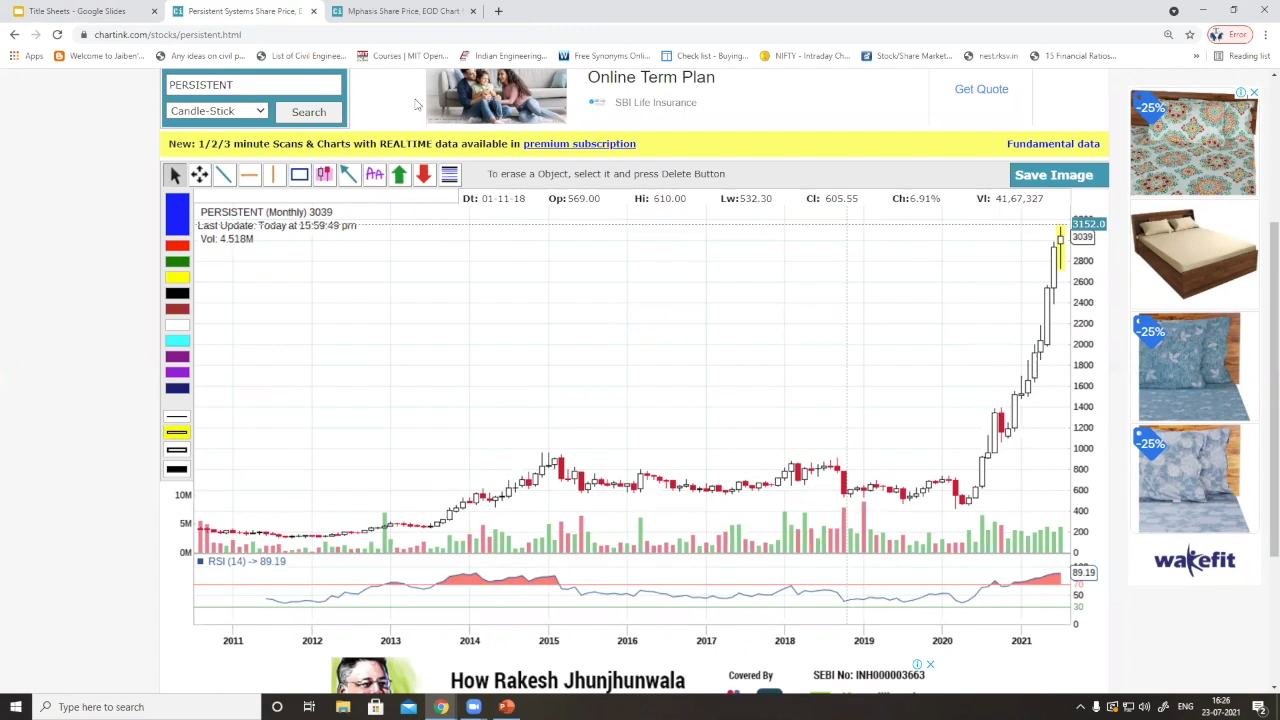 Title Sheets - Google Slides
Persistent Systems Share Price, E
Mphasis Share Price, EOD Chart
chartink.com/stocks/persistent.html
Error
Apps
Welcome to Jaiben'...
Any ideas on civil p...
List of Engineering...
Courses | MIT Open...
Indian Engineering...
Free Synonyms Onl...
Check list - Buying...
NIFTY - Intraday Ch...
Stock/Share Market...
nest.rksv.in
15 Financial Ratios...
»
Reading list
PERSISTENT
Candle-Stick
Search
Online Term Plan
SBI Life Insurance
Get Quote
New: 1/2/3 minute Scans & Charts with REALTIME data available in premium subscription
Fundamental data
To erase a Object, select it and press Delete Button
Save Image
Dt: 01-11-18 Op:569.00 Hi: 610.00 Lw:532.30 Cl: 605.55 Ch:6.91% Vl: 41,67,327
PERSISTENT (Monthly) 3039
Last Update: Today at 15:59:49 pm
Vol: 4.518M
3152.0
3039
2800
2600
2400
2200
2000
1800
1600
1400
1200
1000
800
600
400
200
0
10M
5M
0M
RSI (14) -> 89.19
89.19
50
30
0
2011 2012 2013 2014 2015 2016 2017 2018 2019 2020 2021
-25%
-25%
-25%
wakefit
How Rakesh Jhunjhunwala
Covered By
SEBI No: INH000003663
Type here to search
16:26
23-07-2021
2